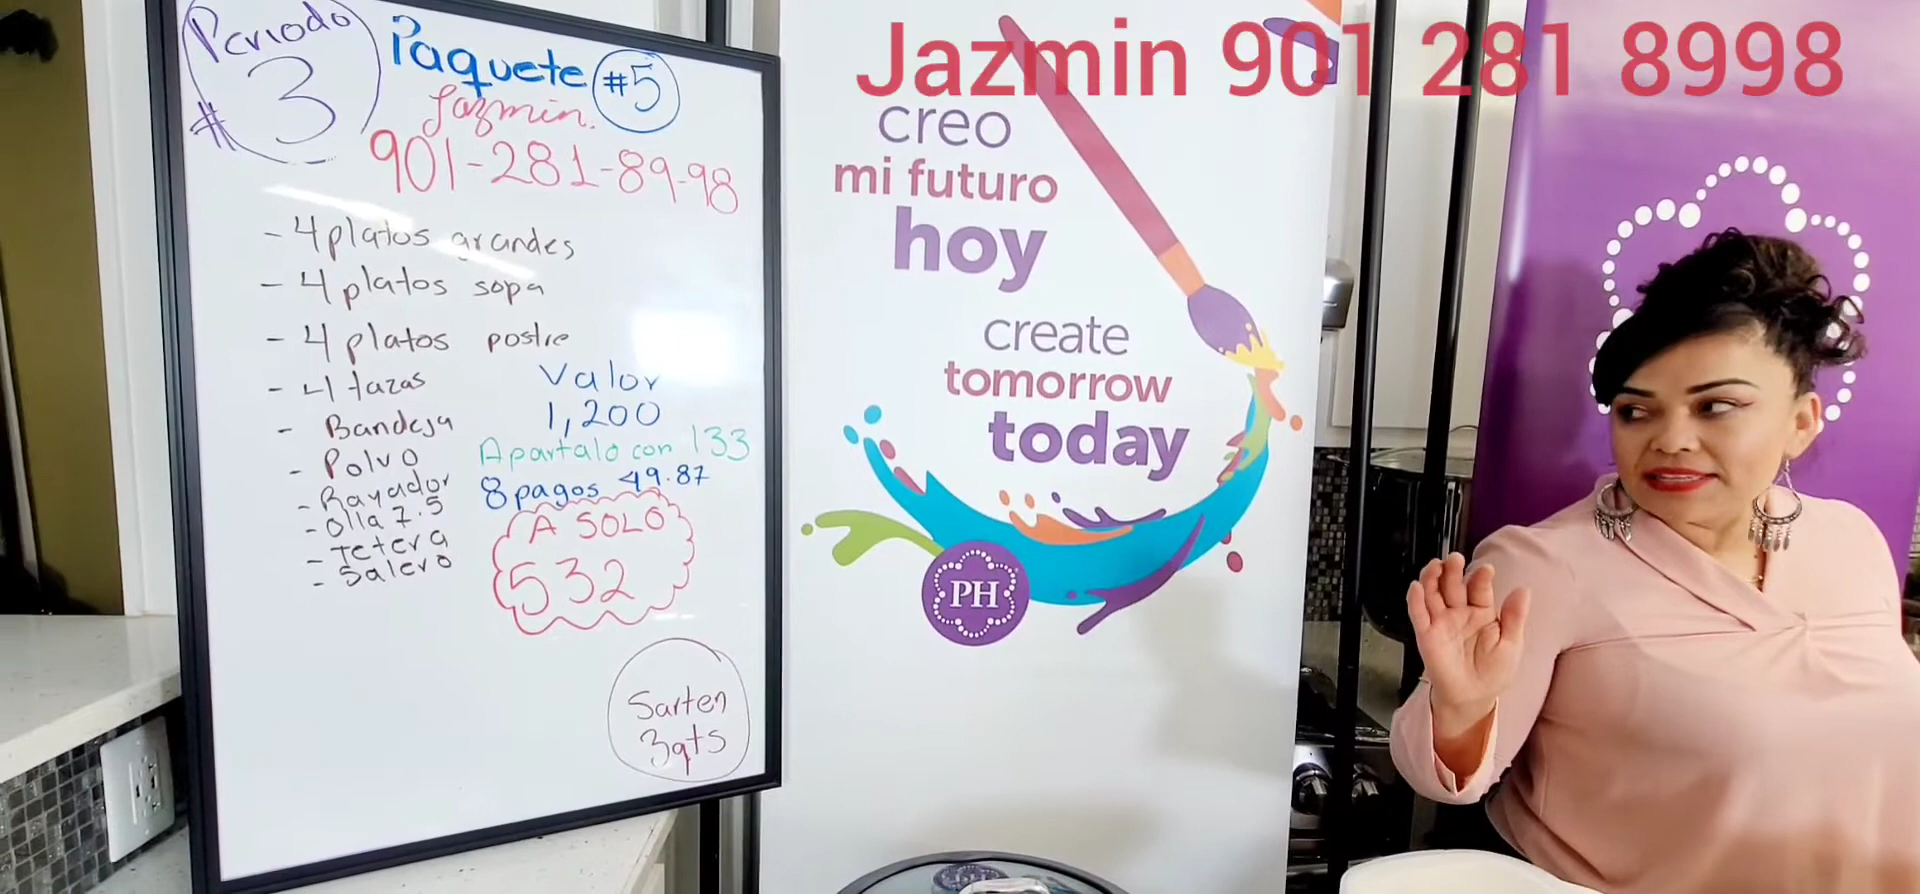 Jazmin 901 281 8998
Periodo
# 3
Paquete #5
Jazmin.
901-281-89-98
- 4 platos grandes
- 4 platos sopa
- 4 platos postre
- 4 tazas
- Bandeja
- Polvo
- Rayador
- Olla 7.5
- Tetera
- Salero
Valor
1,200
Apartalo con 133
8 pagos 49.87
A SOLO
532
Sarten
3qts
creo
mi futuro
hoy
create
tomorrow
today
PH